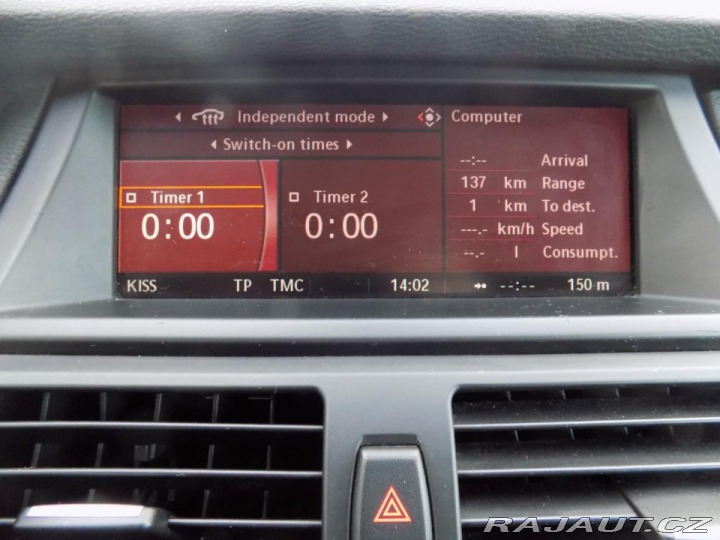 Independent mode
Computer
Switch-on times
--:-- Arrival
Timer 1
Timer 2
137 km Range
0:00
0:00
1 km To dest.
---.- km/h Speed
--.- l Consumpt.
KISS TP TMC 14:02 --:-- 150 m
RAJAUT.CZ